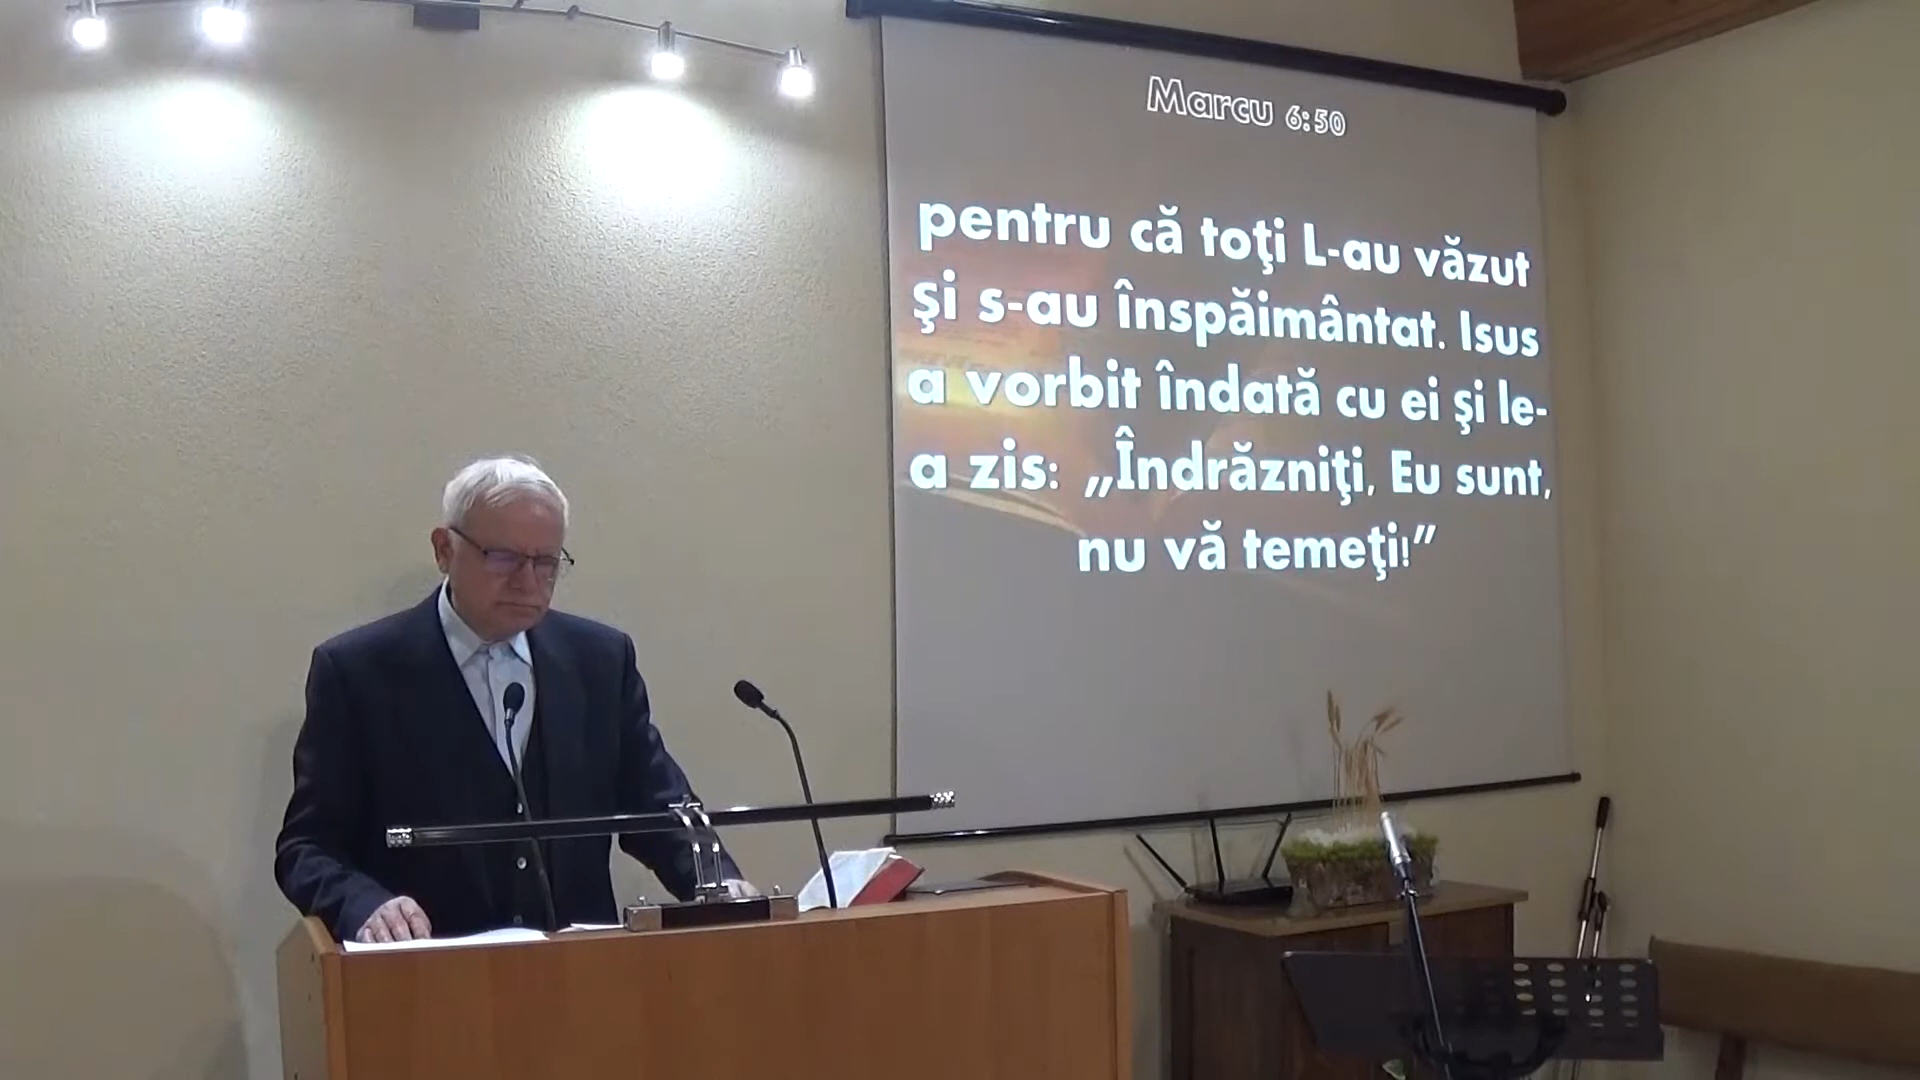 Marcu 6:50
pentru că toţi L-au văzut
şi s-au înspăimântat. Isus
a vorbit îndată cu ei şi le-
a zis: „Îndrăzniţi, Eu sunt,
nu vă temeţi!”